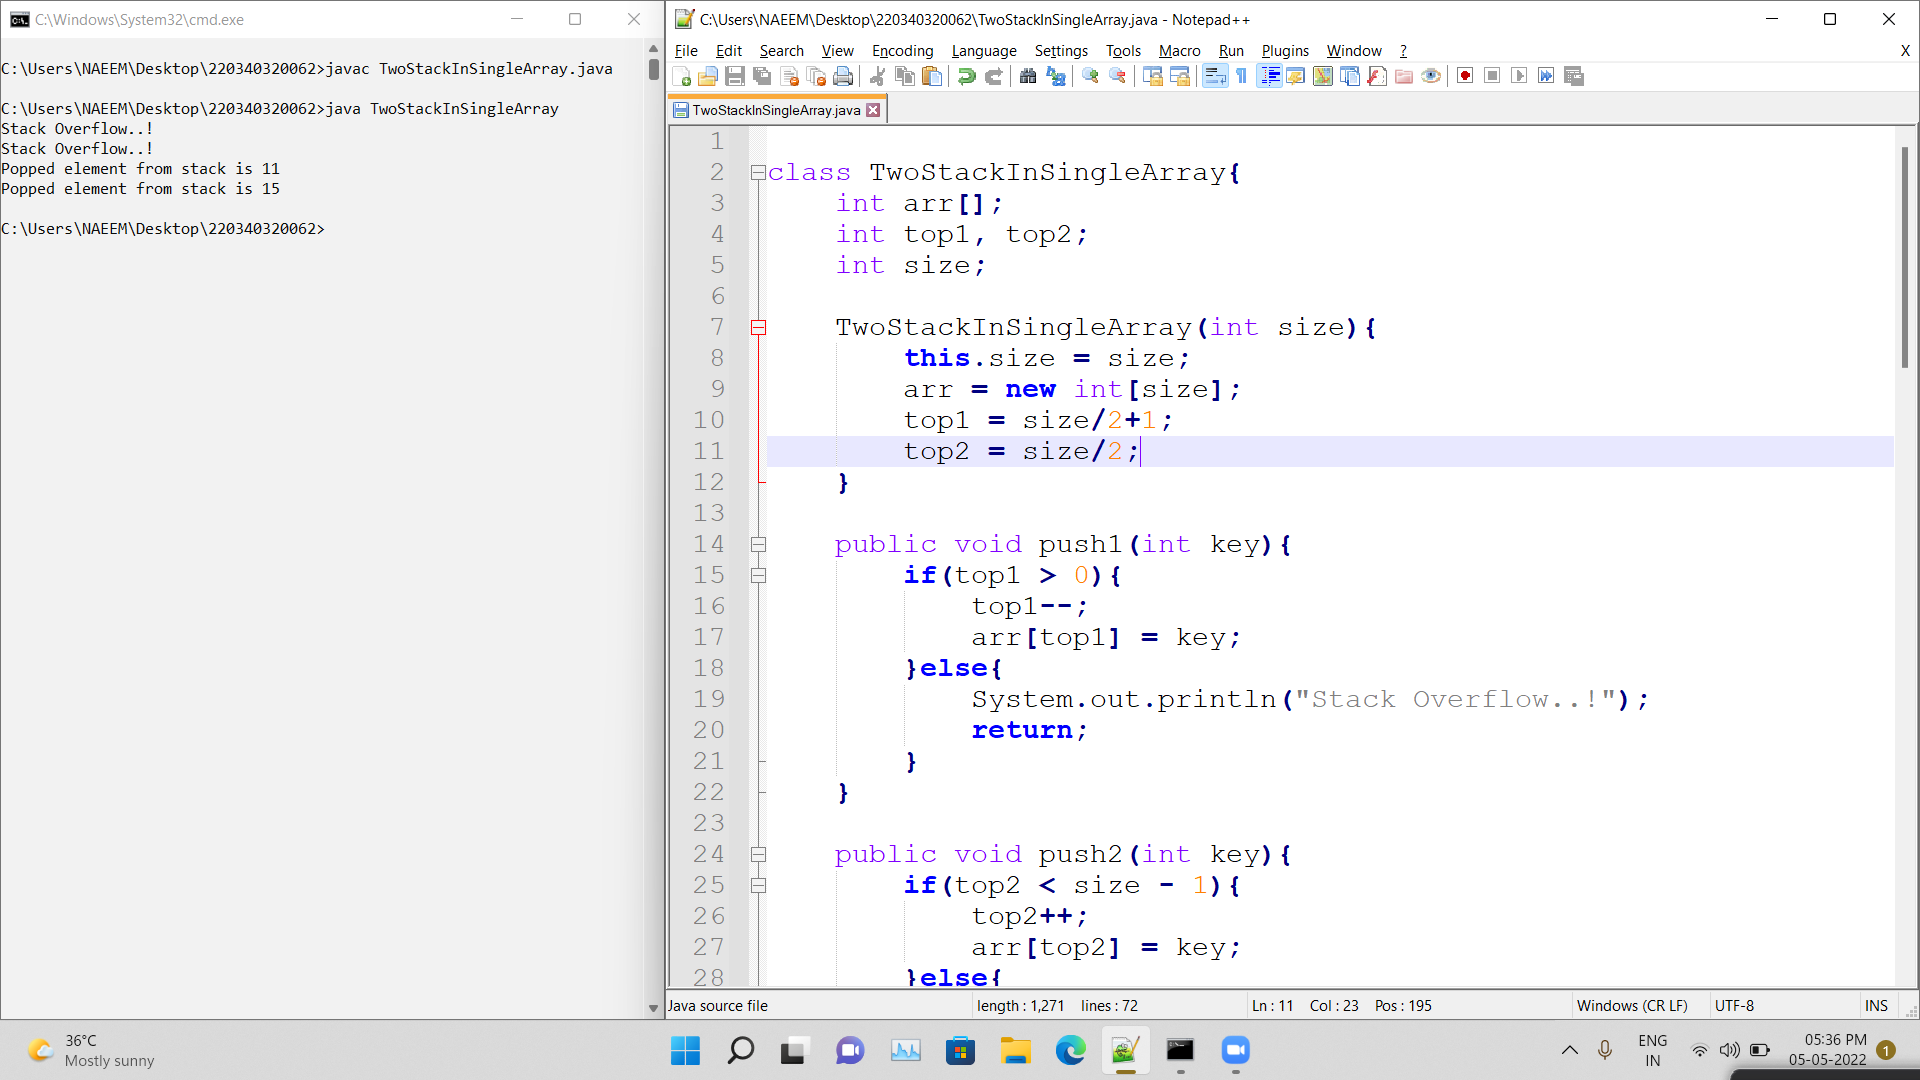 C:\Windows\System32\cmd.exe
C:\Users\NAEEM\Desktop\220340320062>javac TwoStackInSingleArray.java
C:\Users\NAEEM\Desktop\220340320062>java TwoStackInSingleArray
Stack Overflow..!
Stack Overflow..!
Popped element from stack is 11
Popped element from stack is 15
C:\Users\NAEEM\Desktop\220340320062>
C:\Users\NAEEM\Desktop\220340320062\TwoStackInSingleArray.java - Notepad++
File Edit Search View Encoding Language Settings Tools Macro Run Plugins Window ? X
TwoStackInSingleArray.java
1
2 class TwoStackInSingleArray{
3 int arr[];
4 int top1, top2;
5 int size;
6
7 TwoStackInSingleArray(int size){
8 this.size = size;
9 arr = new int[size];
10 top1 = size/2+1;
11 top2 = size/2;
12 }
13
14 public void push1(int key){
15 if(top1 > 0){
16 top1--;
17 arr[top1] = key;
18 }else{
19 System.out.println("Stack Overflow..!");
20 return;
21 }
22 }
23
24 public void push2(int key){
25 if(top2 < size - 1){
26 top2++;
27 arr[top2] = key;
28 }else{
Java source file length : 1,271 lines : 72 Ln : 11 Col : 23 Pos : 195 Windows (CR LF) UTF-8 INS
36°C
Mostly sunny
ENG
IN
05:36 PM
05-05-2022
1